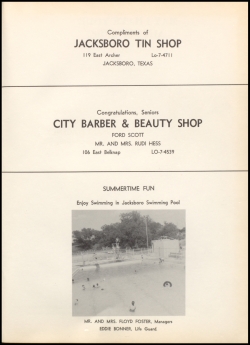 Compliments of
JACKSBORO TIN SHOP
119 East Archer Lo-7-4711
JACKSBORO, TEXAS
Congratulations, Seniors
CITY BARBER & BEAUTY SHOP
FORD SCOTT
MR. AND MRS. RUDI HESS
106 East Belknap LO-7-4539
SUMMERTIME FUN
Enjoy Swimming in Jacksboro Swimming Pool
MR. AND MRS. FLOYD FOSTER, Managers
EDDIE BONNER, Life Guard